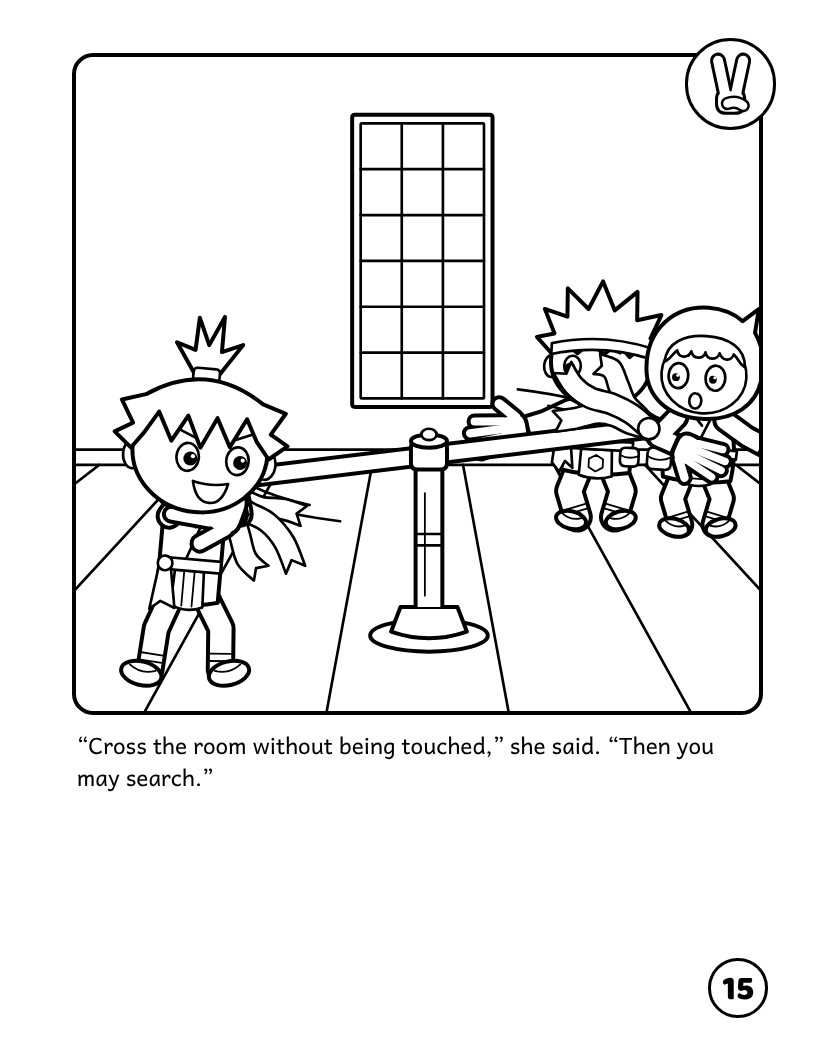 “Cross the room without being touched,” she said. “Then you
may search.”
15